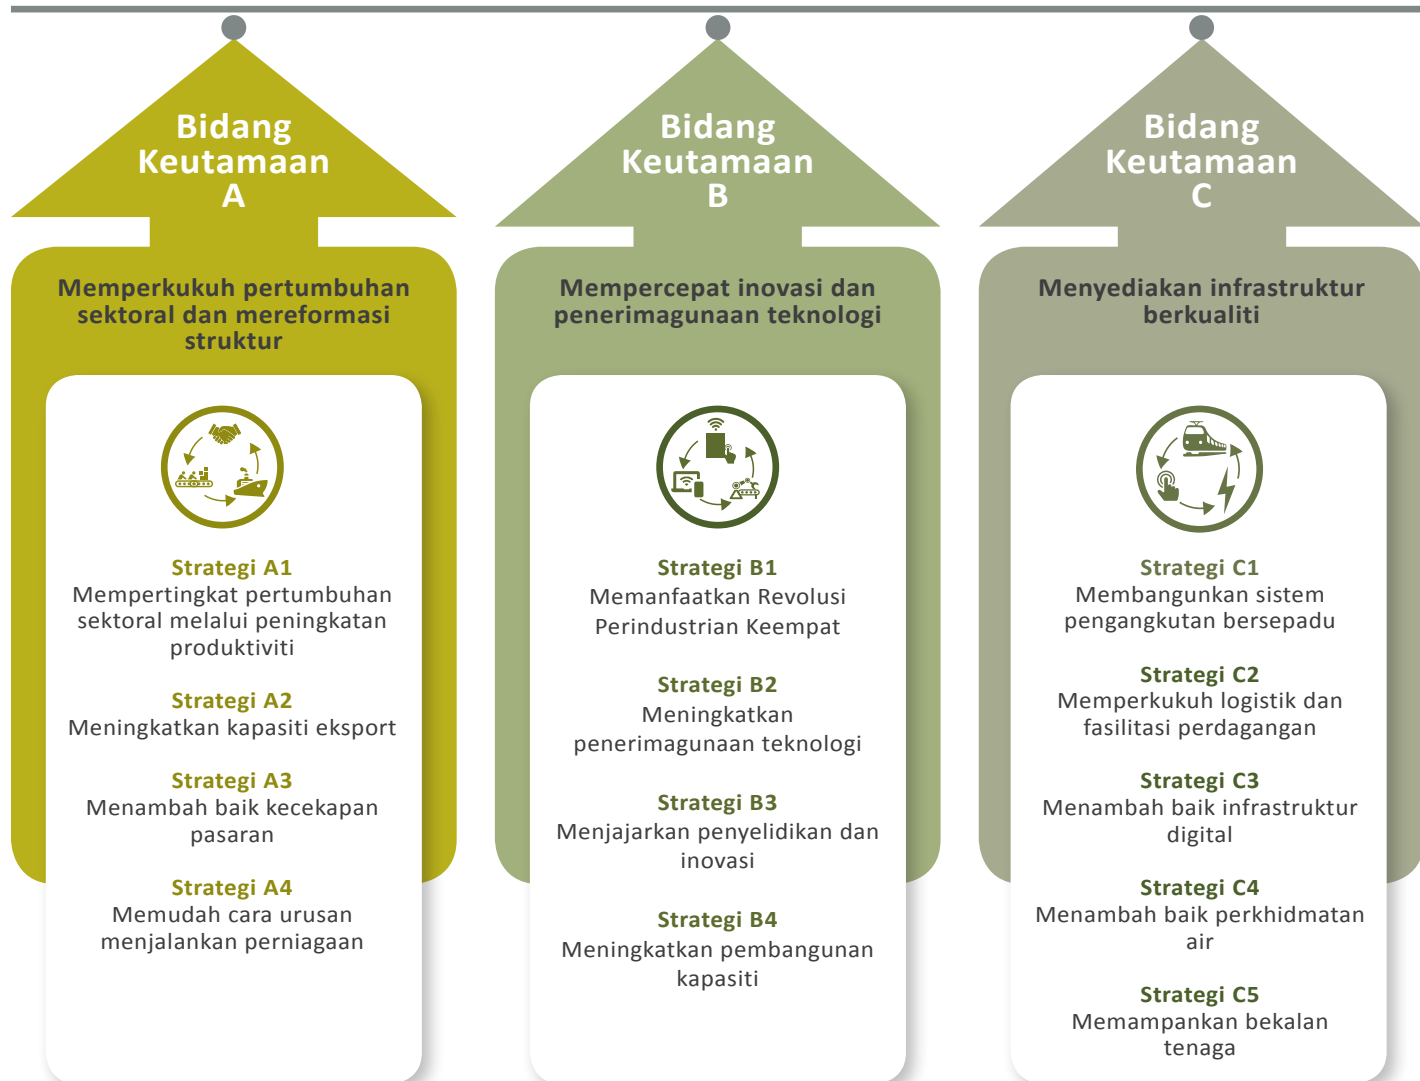 Bidang
Keutamaan
A
Memperkukuh pertumbuhan
sektoral dan mereformasi
struktur
Strategi A1
Mempertingkat pertumbuhan
sektoral melalui peningkatan
produktiviti
Strategi A2
Meningkatkan kapasiti eksport
Strategi A3
Menambah baik kecekapan
pasaran
Strategi A4
Memudah cara urusan
menjalankan perniagaan
Bidang
Keutamaan
B
Mempercepat inovasi dan
penerimagunaan teknologi
Strategi B1
Memanfaatkan Revolusi
Perindustrian Keempat
Strategi B2
Meningkatkan
penerimagunaan teknologi
Strategi B3
Menjajarkan penyelidikan dan
inovasi
Strategi B4
Meningkatkan pembangunan
kapasiti
Bidang
Keutamaan
C
Menyediakan infrastruktur
berkualiti
Strategi C1
Membangunkan sistem
pengangkutan bersepadu
Strategi C2
Memperkukuh logistik dan
fasilitasi perdagangan
Strategi C3
Menambah baik infrastruktur
digital
Strategi C4
Menambah baik perkhidmatan
air
Strategi C5
Memampankan bekalan
tenaga